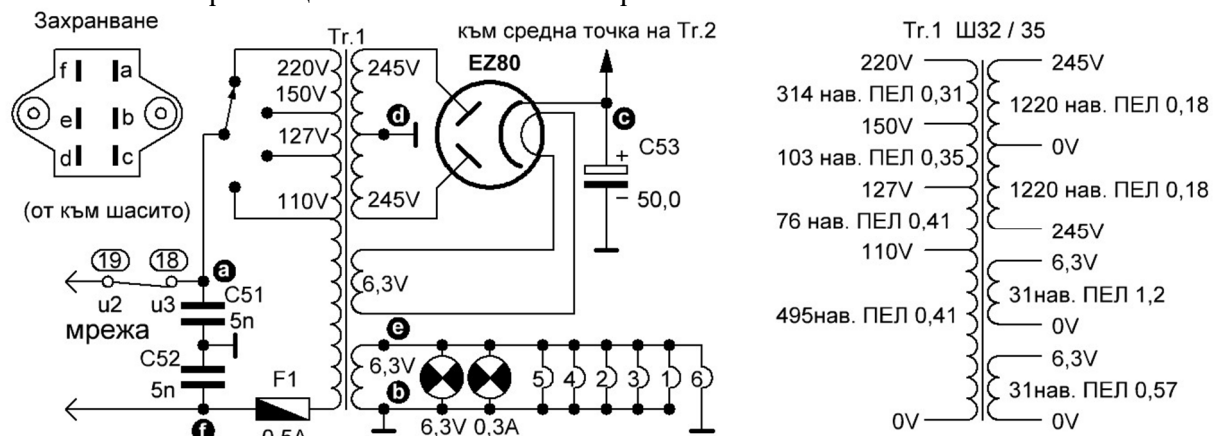 Захранване
f
a
e
b
d
c
(от към шасито)
19
18
u2
u3
мрежа
a
C51
5n
C52
5n
f
F1
0,5A
Tr.1
220V
150V
127V
110V
245V
d
245V
6,3V
6,3V
e
b
към средна точка на Tr.2
EZ80
c
C53
+
−
50,0
6,3V 0,3A
5
4
2
3
1
6
Tr.1 Ш32 / 35
220V
314 нав. ПЕЛ 0,31
150V
103 нав. ПЕЛ 0,35
127V
76 нав. ПЕЛ 0,41
110V
495нав. ПЕЛ 0,41
0V
245V
1220 нав. ПЕЛ 0,18
0V
1220 нав. ПЕЛ 0,18
245V
6,3V
31нав. ПЕЛ 1,2
0V
6,3V
31нав. ПЕЛ 0,57
0V